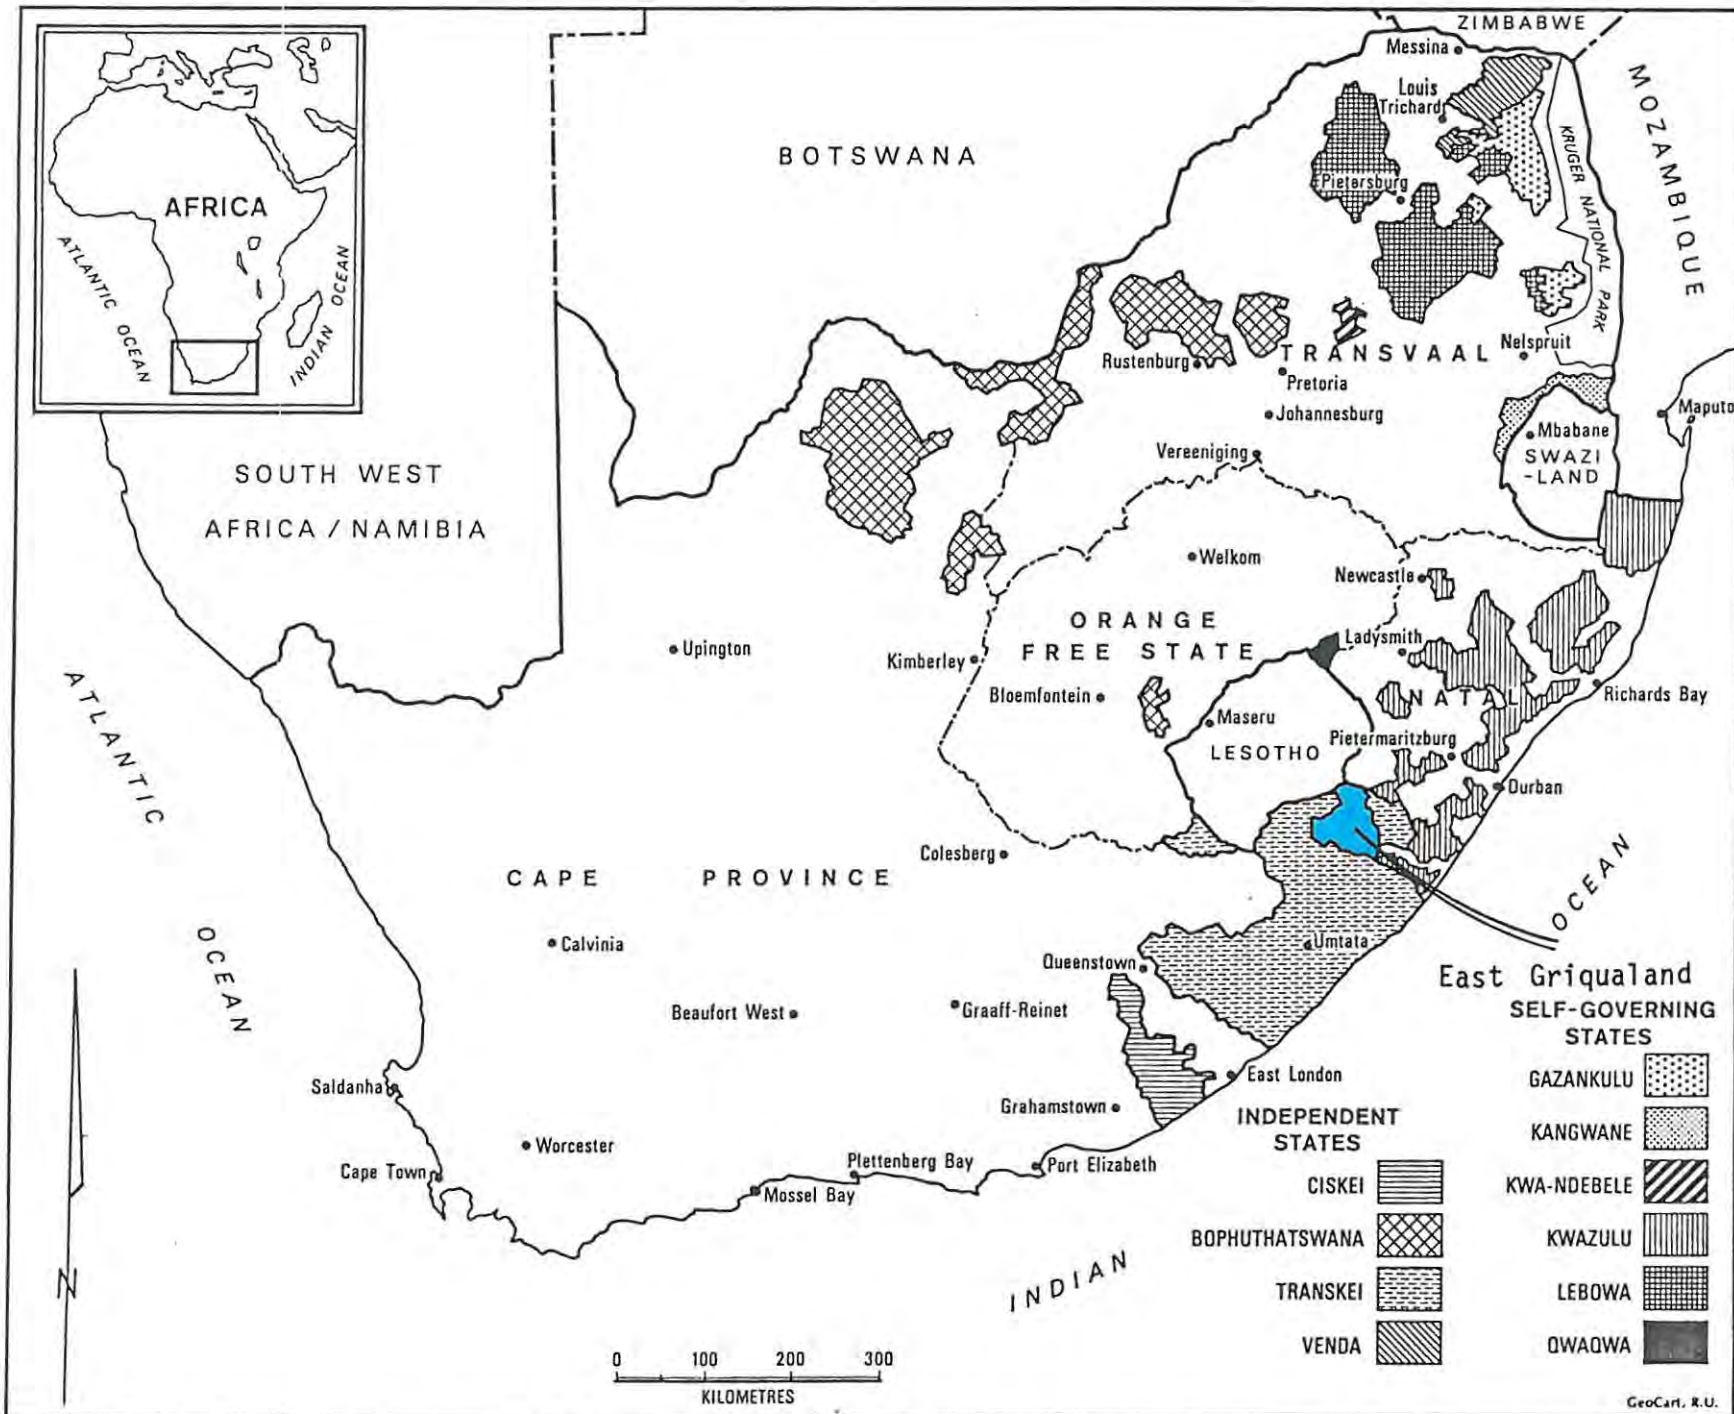 ZIMBABWE
Messina
Louis
Trichard
MOZAMBIQUE
KRUGER NATIONAL PARK
BOTSWANA
AFRICA
ATLANTIC OCEAN
INDIAN OCEAN
Pietersburg
Nelspruit
TRANSVAAL
Rustenburg
Pretoria
Johannesburg
Maputo
Mbabane
SWAZI
-LAND
Vereeniging
SOUTH WEST
AFRICA / NAMIBIA
Welkom
Newcastle
ORANGE
FREE STATE
Ladysmith
Upington
Kimberley
Bloemfontein
NATAL
Richards Bay
Maseru
LESOTHO
Pietermaritzburg
Durban
ATLANTIC
OCEAN
Colesberg
CAPE PROVINCE
Calvinia
Umtata
Queenstown
Beaufort West
Graaff-Reinet
East London
Grahamstown
Saldanha
Worcester
Cape Town
Plettenberg Bay
Port Elizabeth
Mossel Bay
INDIAN
OCEAN
East Griqualand
SELF-GOVERNING
STATES
GAZANKULU
KANGWANE
KWA-NDEBELE
KWAZULU
LEBOWA
QWAQWA
INDEPENDENT
STATES
CISKEI
BOPHUTHATSWANA
TRANSKEI
VENDA
N
0 100 200 300
KILOMETRES
GeoCart, R.U.